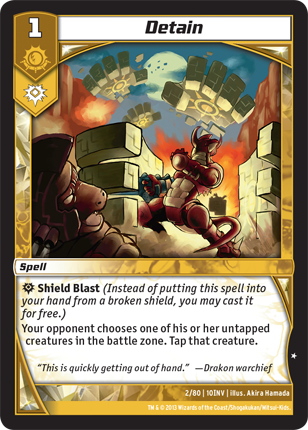 1
Detain
Spell
Shield Blast (Instead of putting this spell into
your hand from a broken shield, you may cast it
for free.)
Your opponent chooses one of his or her untapped
creatures in the battle zone. Tap that creature.
“This is quickly getting out of hand.” —Drakon warchief
2/80 | 10INV | illus. Akira Hamada
TM & © 2013 Wizards of the Coast/Shogakukan/Mitsui-Kids.